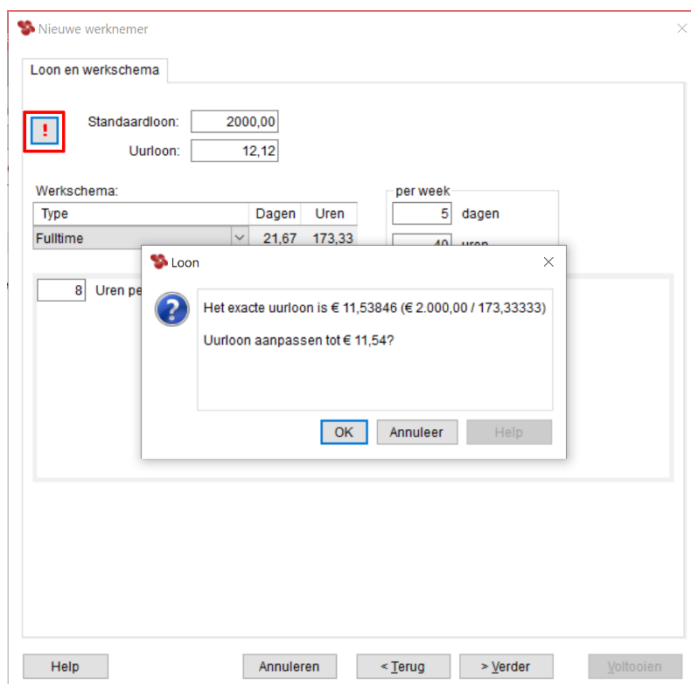 Nieuwe werknemer
Loon en werkschema
!
Standaardloon: 2000,00
Uurloon: 12,12
Werkschema:
Type Dagen Uren
Fulltime 21,67 173,33
per week
5 dagen
40 uren
8 Uren pe
Loon
Het exacte uurloon is € 11,53846 (€ 2.000,00 / 173,33333)
Uurloon aanpassen tot € 11,54?
OK Annuleer Help
Help Annuleren < Terug > Verder Voltooien